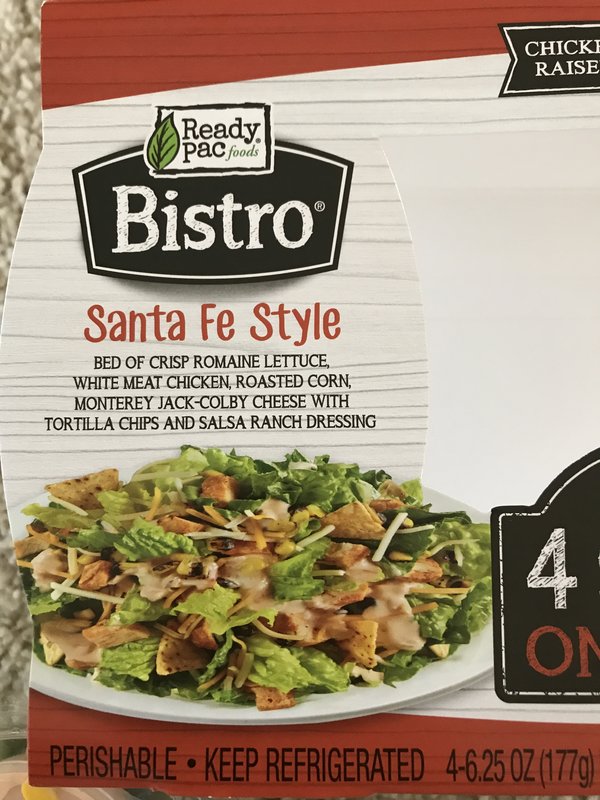 CHICKE
RAISE
Ready
pac foods®
Bistro®
Santa Fe Style
BED OF CRISP ROMAINE LETTUCE,
WHITE MEAT CHICKEN, ROASTED CORN,
MONTEREY JACK-COLBY CHEESE WITH
TORTILLA CHIPS AND SALSA RANCH DRESSING
4
ON
PERISHABLE • KEEP REFRIGERATED 4-6.25 OZ (177g)